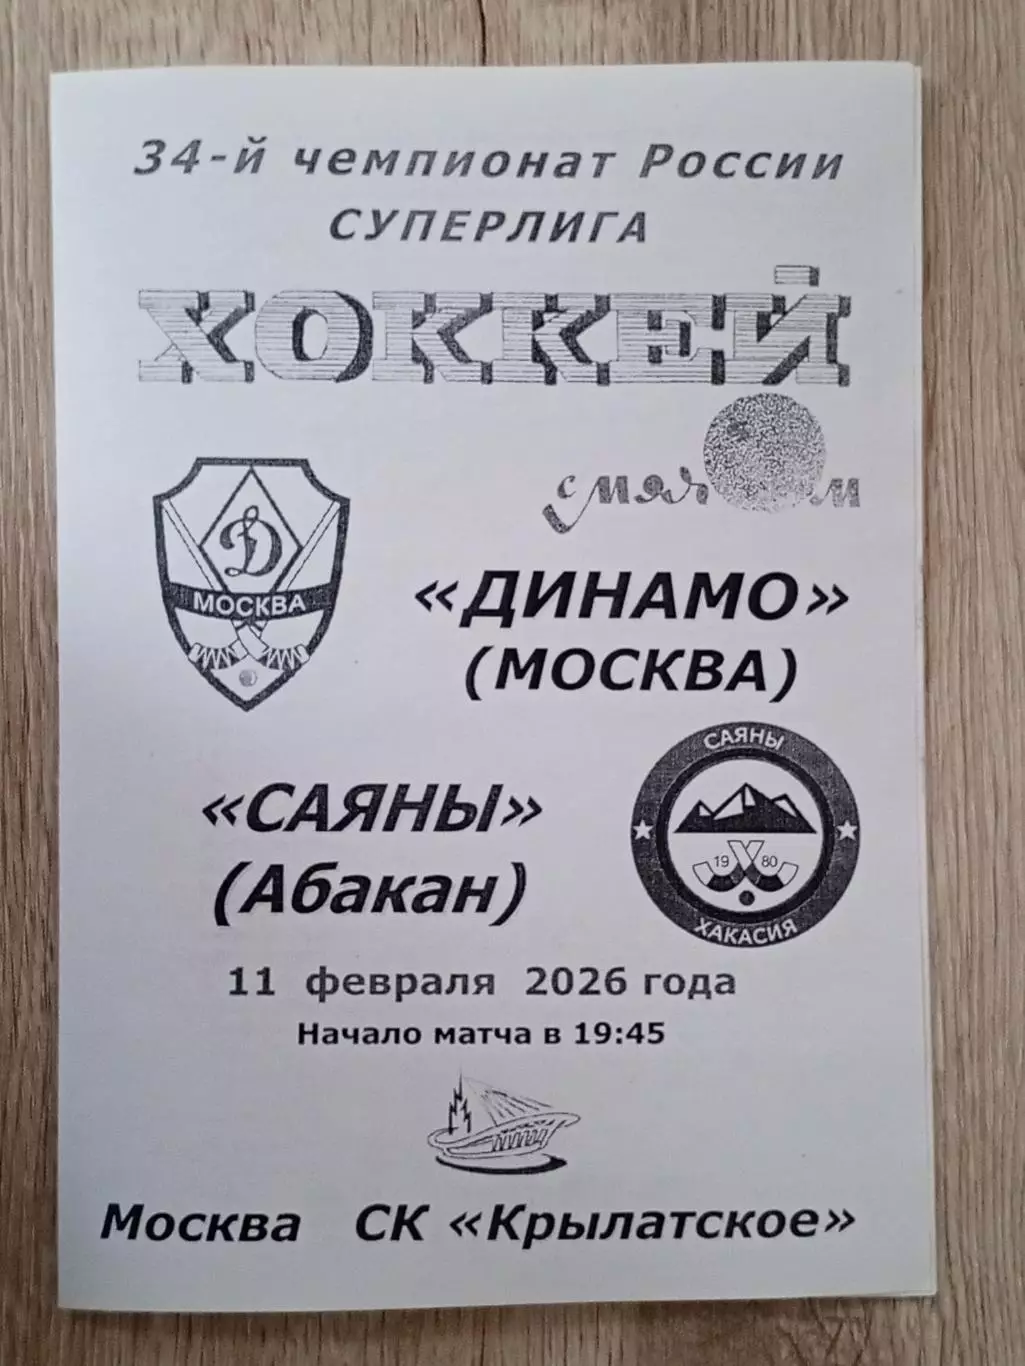 34-й чемпионат России
СУПЕРЛИГА
ХОККЕЙ
с мячом
Д
МОСКВА
«ДИНАМО»
(МОСКВА)
САЯНЫ
19 80
ХАКАСИЯ
«САЯНЫ»
(Абакан)
11 февраля 2026 года
Начало матча в 19:45
Москва СК «Крылатское»